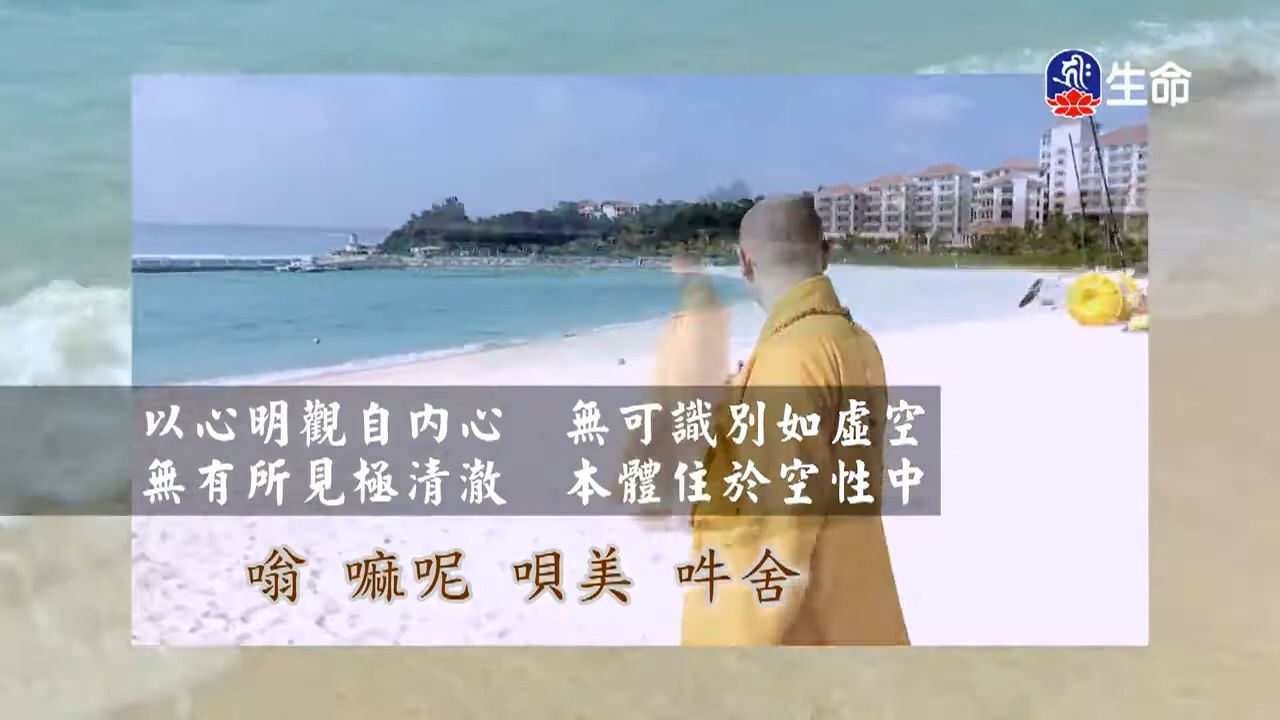 生命
以心明觀自内心　無可識別如虛空
無有所見極清澈　本體住於空性中
嗡 嘛呢 唄美 吽舍